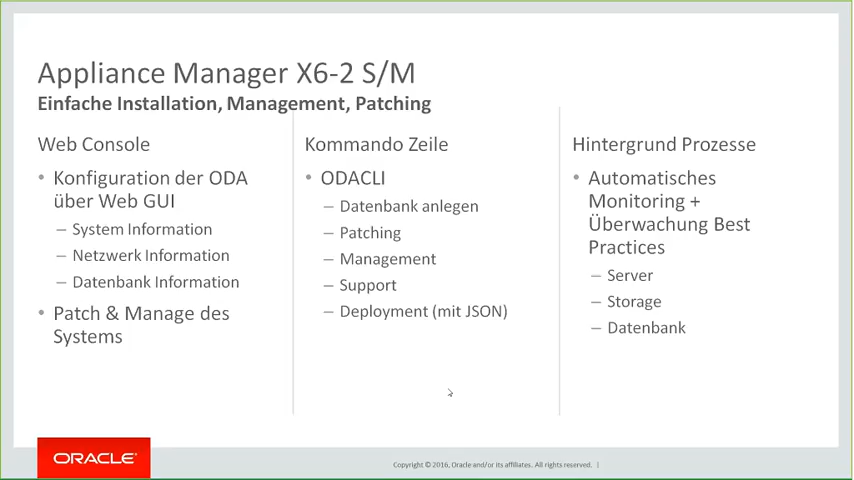 Appliance Manager X6-2 S/M
Einfache Installation, Management, Patching
Web Console
• Konfiguration der ODA
über Web GUI
– System Information
– Netzwerk Information
– Datenbank Information
• Patch & Manage des
Systems
Kommando Zeile
• ODACLI
– Datenbank anlegen
– Patching
– Management
– Support
– Deployment (mit JSON)
Hintergrund Prozesse
• Automatisches
Monitoring +
Überwachung Best
Practices
– Server
– Storage
– Datenbank
ORACLE®
Copyright © 2016, Oracle and/or its affiliates. All rights reserved. |